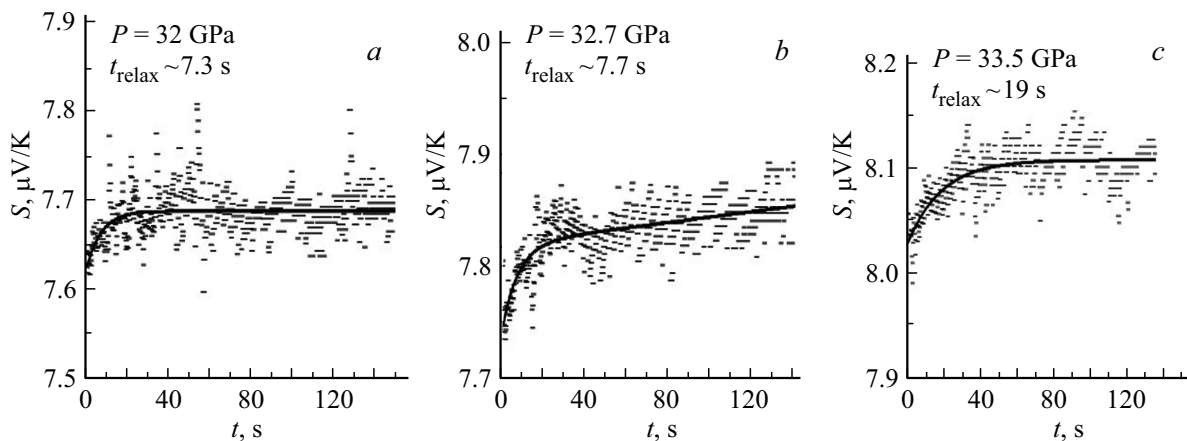 P = 32 GPa
t_relax ~7.3 s
a
7.9
7.8
7.7
7.6
7.5
S, μV/K
0
40
80
120
t, s
P = 32.7 GPa
t_relax ~7.7 s
b
8.0
7.9
7.8
7.7
S, μV/K
0
40
80
120
t, s
P = 33.5 GPa
t_relax ~19 s
c
8.2
8.1
8.0
7.9
S, μV/K
0
40
80
120
t, s